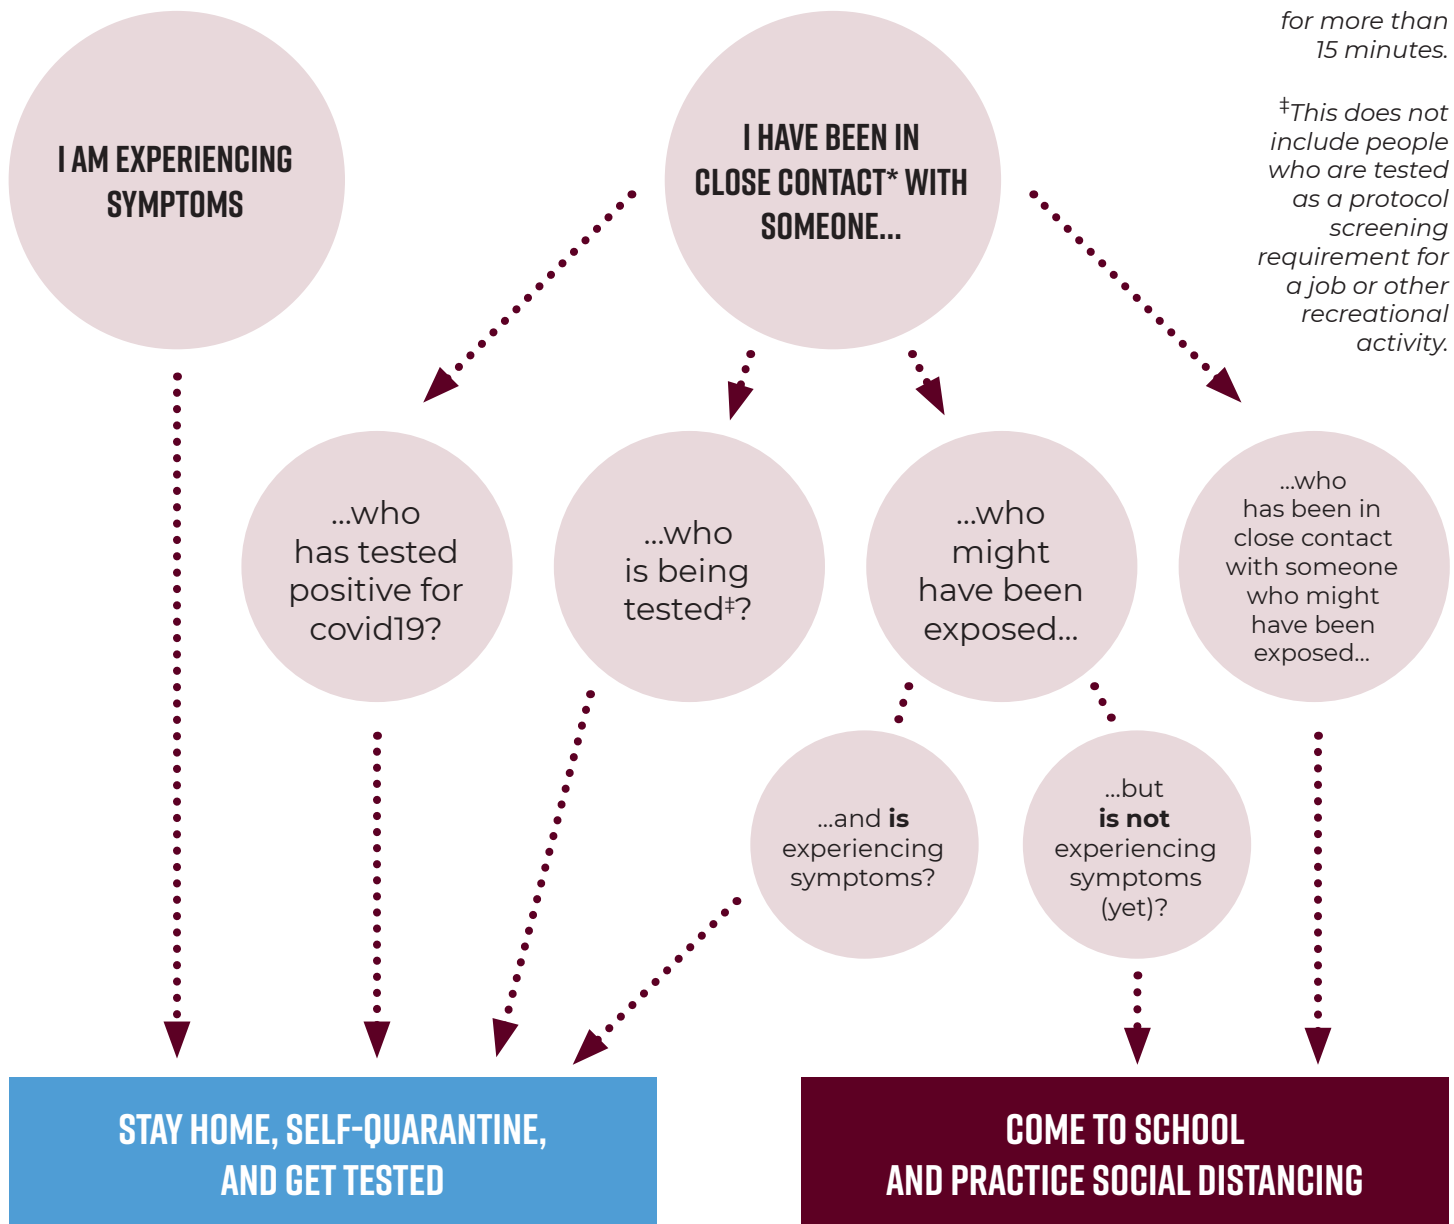 for more than
15 minutes.
‡This does not
include people
who are tested
as a protocol
screening
requirement for
a job or other
recreational
activity.
I AM EXPERIENCING
SYMPTOMS
I HAVE BEEN IN
CLOSE CONTACT* WITH
SOMEONE...
...who
has tested
positive for
covid19?
...who
is being
tested‡?
...who
might
have been
exposed...
...who
has been in
close contact
with someone
who might
have been
exposed...
...and is
experiencing
symptoms?
...but
is not
experiencing
symptoms
(yet)?
STAY HOME, SELF-QUARANTINE,
AND GET TESTED
COME TO SCHOOL
AND PRACTICE SOCIAL DISTANCING